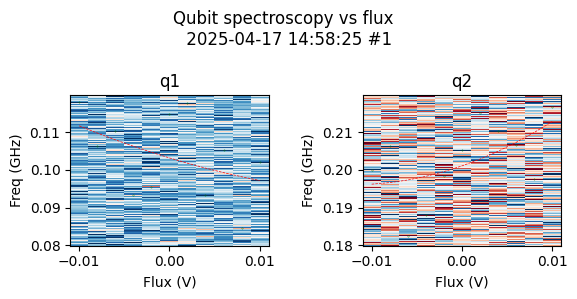 Qubit spectroscopy vs flux
2025-04-17 14:58:25 #1
q1
q2
Freq (GHz)
0.11
0.10
0.09
0.08
−0.01
0.00
0.01
Flux (V)
Freq (GHz)
0.21
0.20
0.19
0.18
−0.01
0.00
0.01
Flux (V)